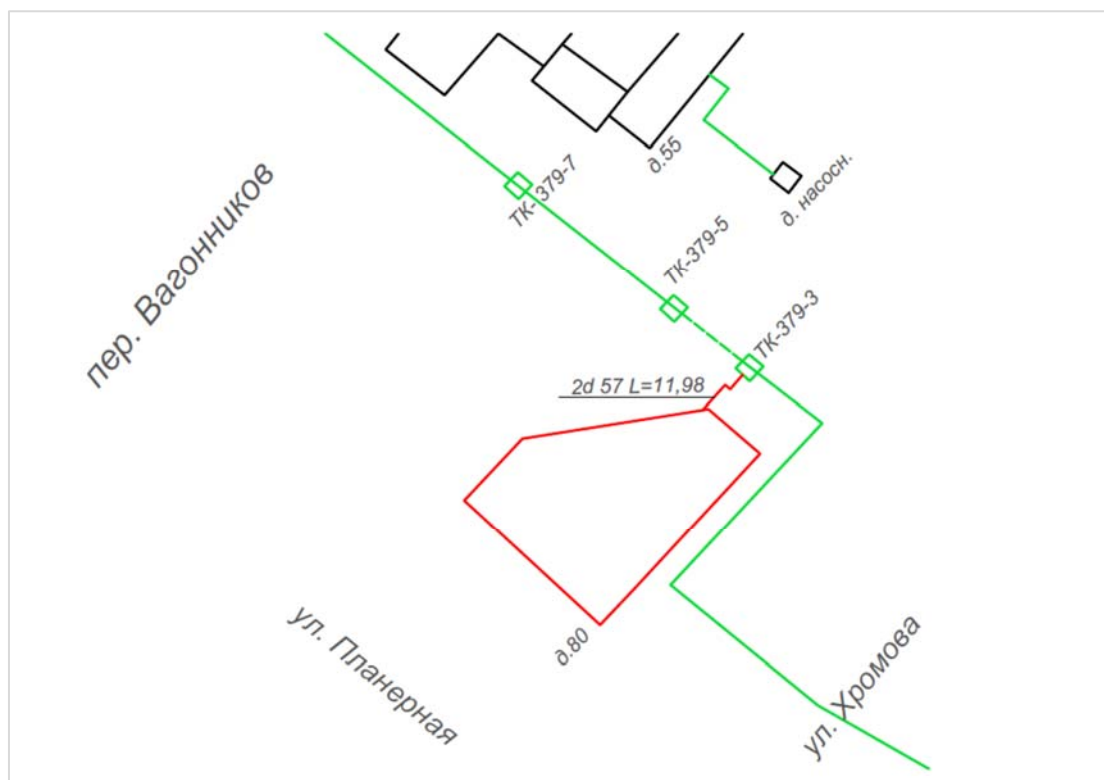 д.55
д. насосн.
ТК- 379-7
пер. Вагонников
ТК-379-5
ТК-379-3
2d 57 L=11,98
д.80
ул. Планерная
ул. Хромова